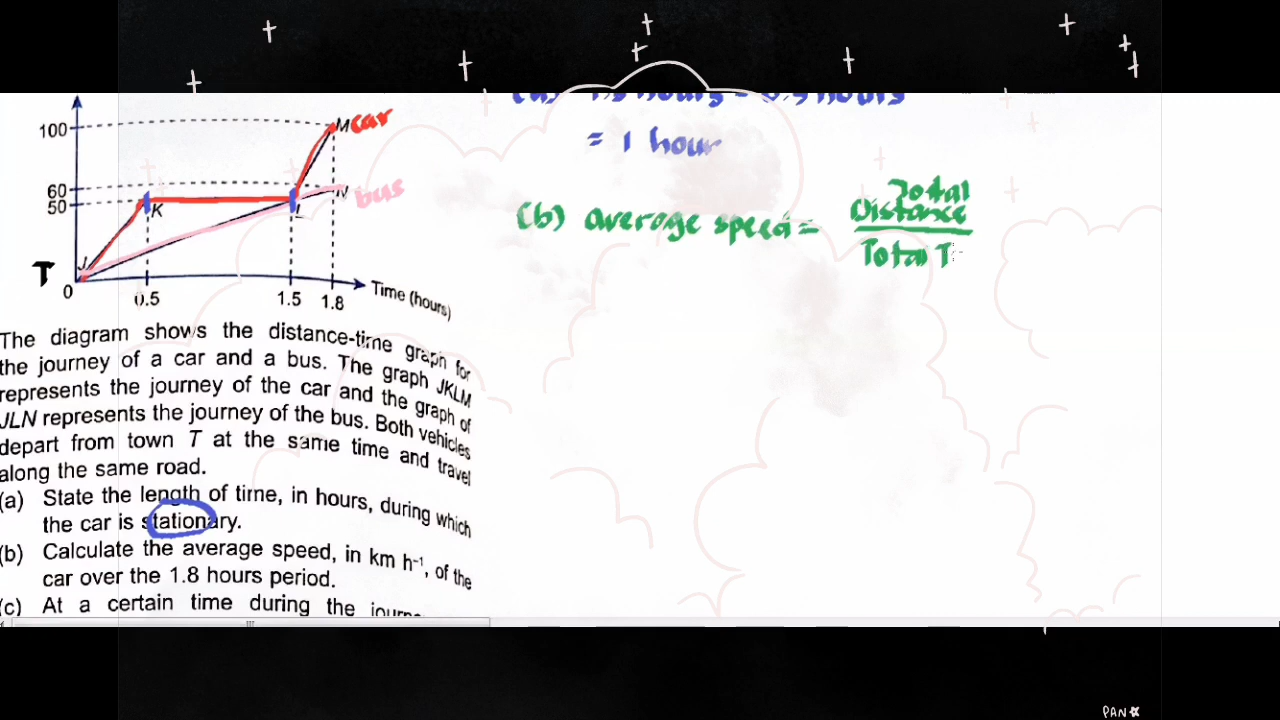 = 1 hour
(b) average speed = Total Distance
Total T
100
60
50
0
0.5
1.5
1.8
Time (hours)
M car
N bus
K
L
J
T
The diagram shows the distance-time graph for
the journey of a car and a bus. The graph JKLM
represents the journey of the car and the graph of
JLN represents the journey of the bus. Both vehicles
depart from town T at the same time and travel
along the same road.
(a) State the length of time, in hours, during which
the car is stationary.
(b) Calculate the average speed, in km h⁻¹, of the
car over the 1.8 hours period.
(c) At a certain time during the
PAN